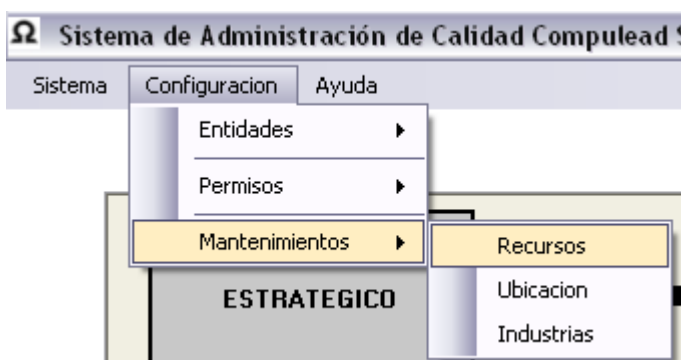 Ω Sistema de Administración de Calidad Compulead
Sistema Configuracion Ayuda
Entidades
Permisos
Mantenimientos
Recursos
Ubicacion
Industrias
ESTRATEGICO